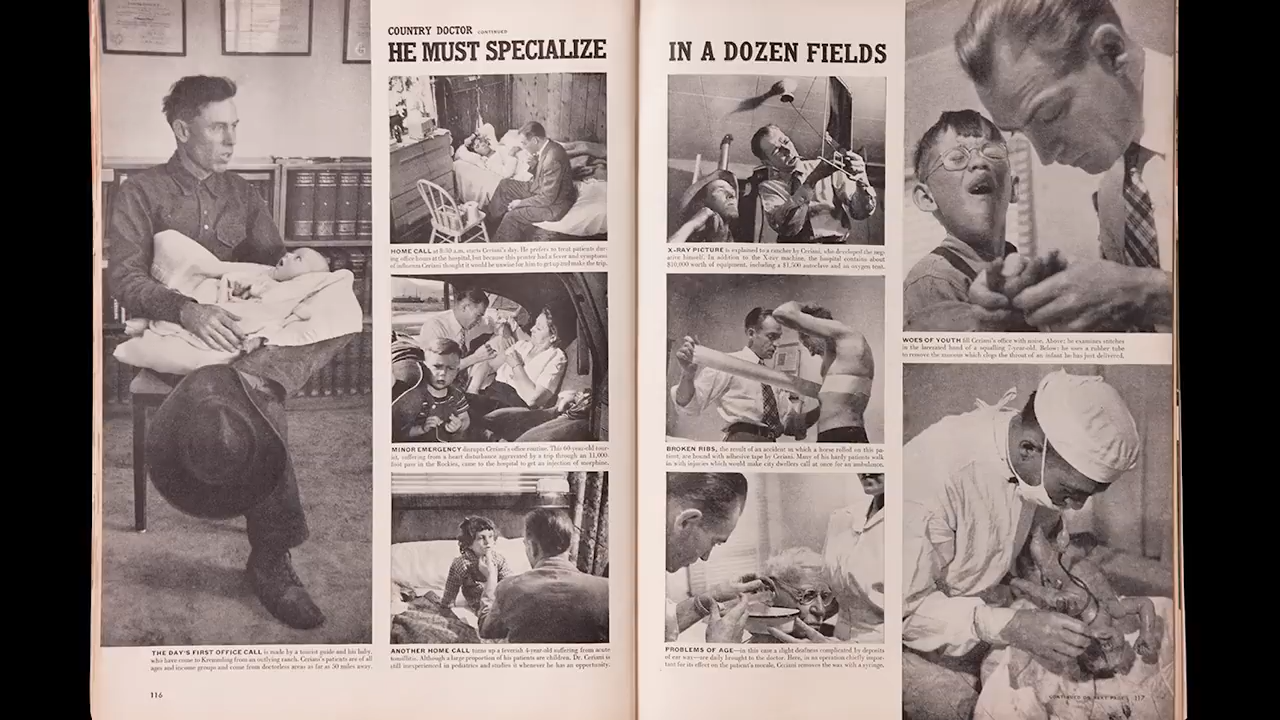 COUNTRY DOCTOR CONTINUED
HE MUST SPECIALIZE
IN A DOZEN FIELDS
HOME CALL at 8:30 a.m. starts Ceriani's day. He prefers to treat patients dur-
ing office hours at the hospital, but because this patient had a fever and symptoms
of influenza Ceriani thought it would be unwise for him to get up and make the trip.
MINOR EMERGENCY disrupts Ceriani's office routine. This 60-year-old tour-
ist, suffering from a heart disturbance aggravated by a trip through an 11,000-
foot pass in the Rockies, came to the hospital to get an injection of morphine.
THE DAY'S FIRST OFFICE CALL is made by a tourist guide and his baby,
who have come to Kremmling from an outlying ranch. Ceriani's patients are of all
ages and income groups and come from doctorless areas as far as 50 miles away.
ANOTHER HOME CALL turns up a feverish 4-year-old suffering from acute
tonsillitis. Although a large proportion of his patients are children, Dr. Ceriani is
still inexperienced in pediatrics and studies it whenever he has an opportunity.
116
X-RAY PICTURE is explained to a rancher by Ceriani, who developed the neg-
ative himself. In addition to the X-ray machine, the hospital contains about
$10,000 worth of equipment, including a $1,500 autoclave and an oxygen tent.
BROKEN RIBS, the result of an accident in which a horse rolled on this pa-
tient, are bound with adhesive tape by Ceriani. Many of his hardy patients walk
in with injuries which would make city dwellers call at once for an ambulance.
PROBLEMS OF AGE—in this case a slight deafness complicated by deposits
of ear wax—are daily brought to the doctor. Here, in an operation chiefly impor-
tant for its effect on the patient's morale, Ceriani removes the wax with a syringe.
WOES OF YOUTH fill Ceriani's office with noise. Above: he examines stitches
in the lacerated hand of a squalling 7-year-old. Below: he uses a rubber tube
to remove the mucous which clogs the throat of an infant he has just delivered.
CONTINUED ON NEXT PAGE 117